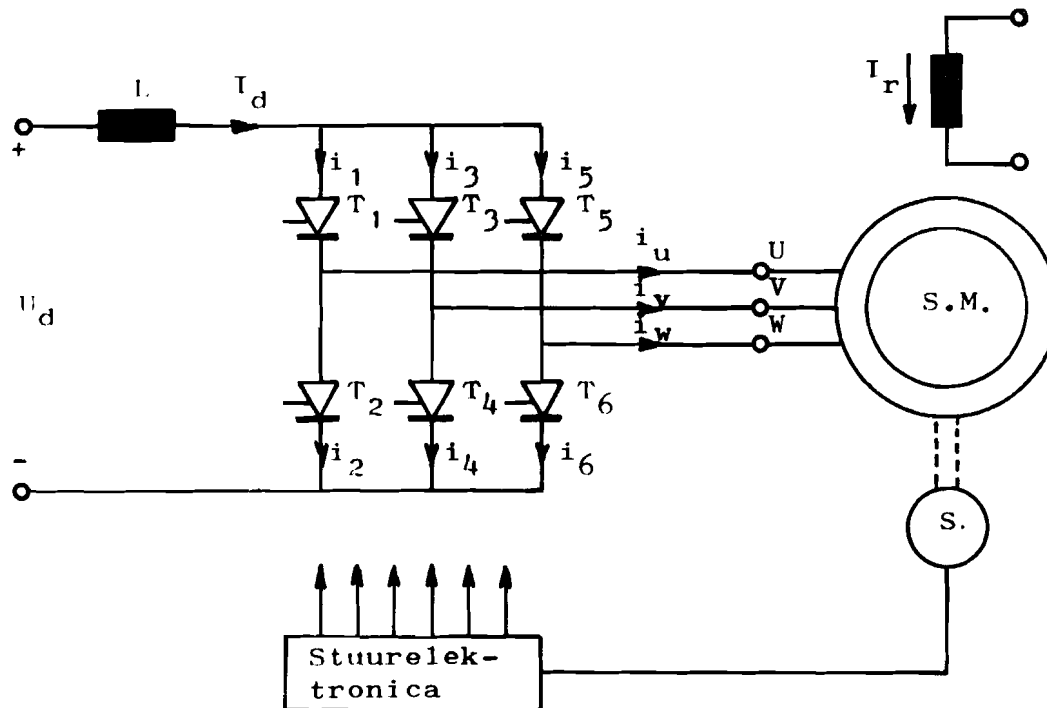 L
I_d
I_r
+
i_1
i_3
i_5
T_1
T_3
T_5
i_u
U
i_v
V
i_w
W
S.M.
U_d
T_2
T_4
T_6
-
i_2
i_4
i_6
S.
Stuurelek-
tronica